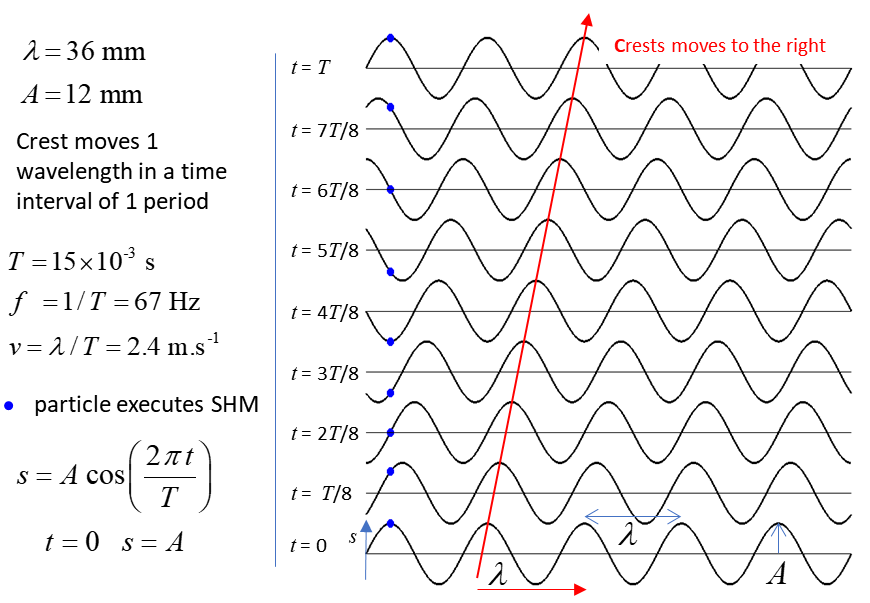 λ = 36 mm
A = 12 mm
Crest moves 1
wavelength in a time
interval of 1 period
T = 15×10⁻³ s
f = 1/T = 67 Hz
v = λ/T = 2.4 m.s⁻¹
• particle executes SHM
s = A cos(2πt/T)
t = 0 s = A
Crests moves to the right
t = T
t = 7T/8
t = 6T/8
t = 5T/8
t = 4T/8
t = 3T/8
t = 2T/8
t = T/8
s
t = 0
λ
λ
A